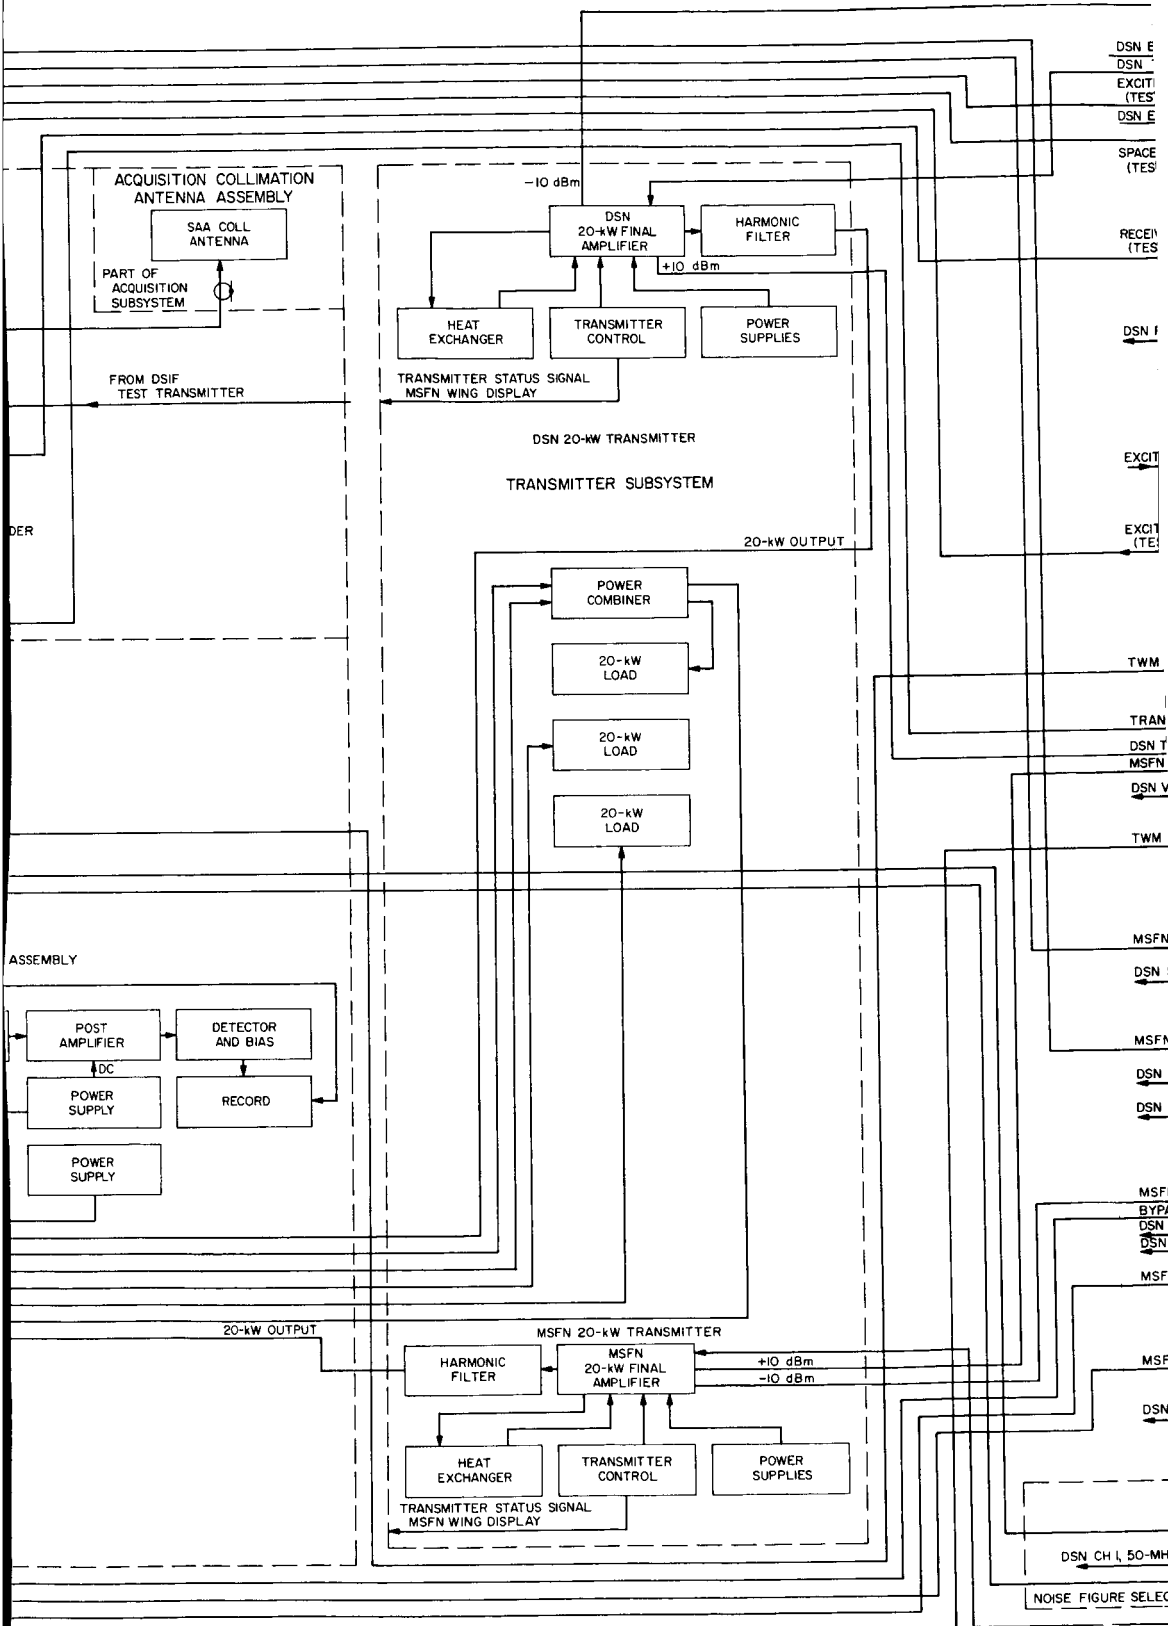 DSN E
DSN
EXCIT
(TES
DSN E
SPACE
(TES
ACQUISITION COLLIMATION
ANTENNA ASSEMBLY
SAA COLL
ANTENNA
PART OF
ACQUISITION
SUBSYSTEM
-10 dBm
DSN
20-kW FINAL
AMPLIFIER
HARMONIC
FILTER
+10 dBm
RECEIV
(TES
HEAT
EXCHANGER
TRANSMITTER
CONTROL
POWER
SUPPLIES
DSN
FROM DSIF
TEST TRANSMITTER
TRANSMITTER STATUS SIGNAL
MSFN WING DISPLAY
DSN 20-kW TRANSMITTER
TRANSMITTER SUBSYSTEM
EXCIT
DER
20-kW OUTPUT
EXCIT
(TES
POWER
COMBINER
20-kW
LOAD
20-kW
LOAD
20-kW
LOAD
TWM
TRAN
DSN T
MSFN
DSN V
TWM
MSFN
ASSEMBLY
DSN
POST
AMPLIFIER
DETECTOR
AND BIAS
DC
POWER
SUPPLY
RECORD
POWER
SUPPLY
MSFN
DSN
DSN
MSF
BYPA
DSN
DSN
MSF
20-kW OUTPUT
MSFN 20-kW TRANSMITTER
HARMONIC
FILTER
MSFN
20-kW FINAL
AMPLIFIER
+10 dBm
-10 dBm
MSF
DSN
HEAT
EXCHANGER
TRANSMITTER
CONTROL
POWER
SUPPLIES
TRANSMITTER STATUS SIGNAL
MSFN WING DISPLAY
DSN CH 1, 50-MH
NOISE FIGURE SELEC